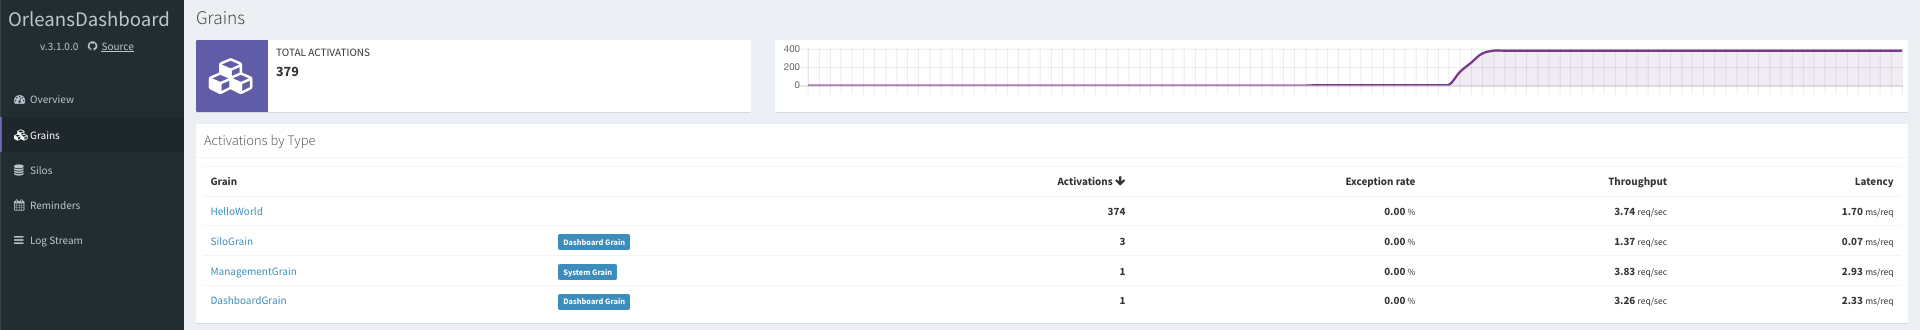 OrleansDashboard
v.3.1.0.0 Source
Overview
Grains
Silos
Reminders
Log Stream
Grains
TOTAL ACTIVATIONS
379
400
200
0
Activations by Type
Grain Activations Exception rate Throughput Latency
HelloWorld 374 0.00 % 3.74 req/sec 1.70 ms/req
SiloGrain Dashboard Grain 3 0.00 % 1.37 req/sec 0.07 ms/req
ManagementGrain System Grain 1 0.00 % 3.83 req/sec 2.93 ms/req
DashboardGrain Dashboard Grain 1 0.00 % 3.26 req/sec 2.33 ms/req